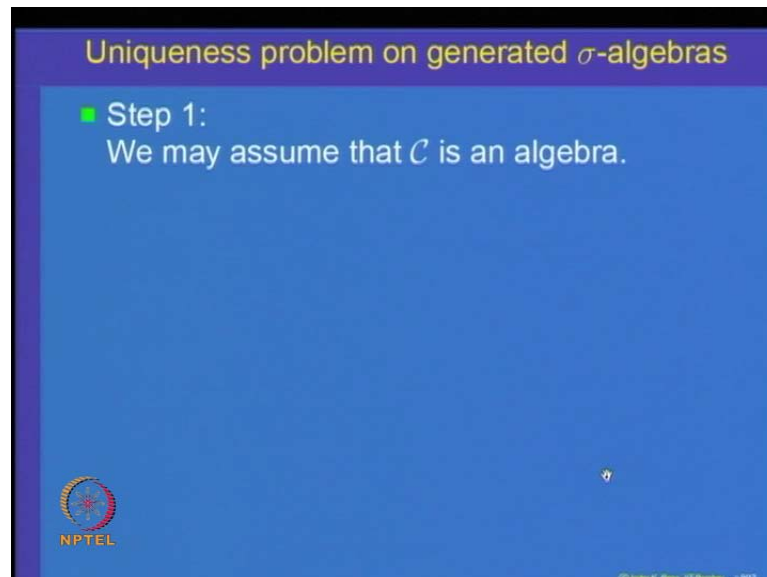 Uniqueness problem on generated σ-algebras
Step 1:
We may assume that C is an algebra.
NPTEL